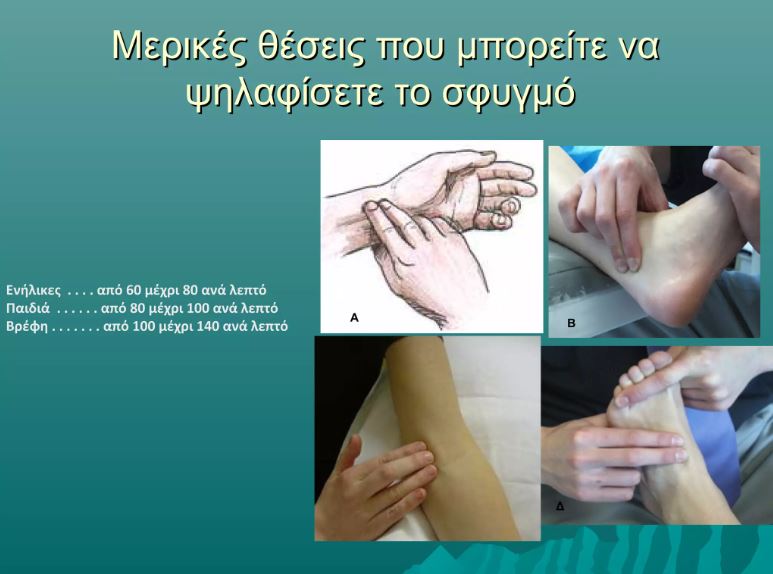 Μερικές θέσεις που μπορείτε να
ψηλαφίσετε το σφυγμό
Ενήλικες . . . . από 60 μέχρι 80 ανά λεπτό
Παιδιά . . . . . . από 80 μέχρι 100 ανά λεπτό
Βρέφη . . . . . . . από 100 μέχρι 140 ανά λεπτό
Α
Β
Δ